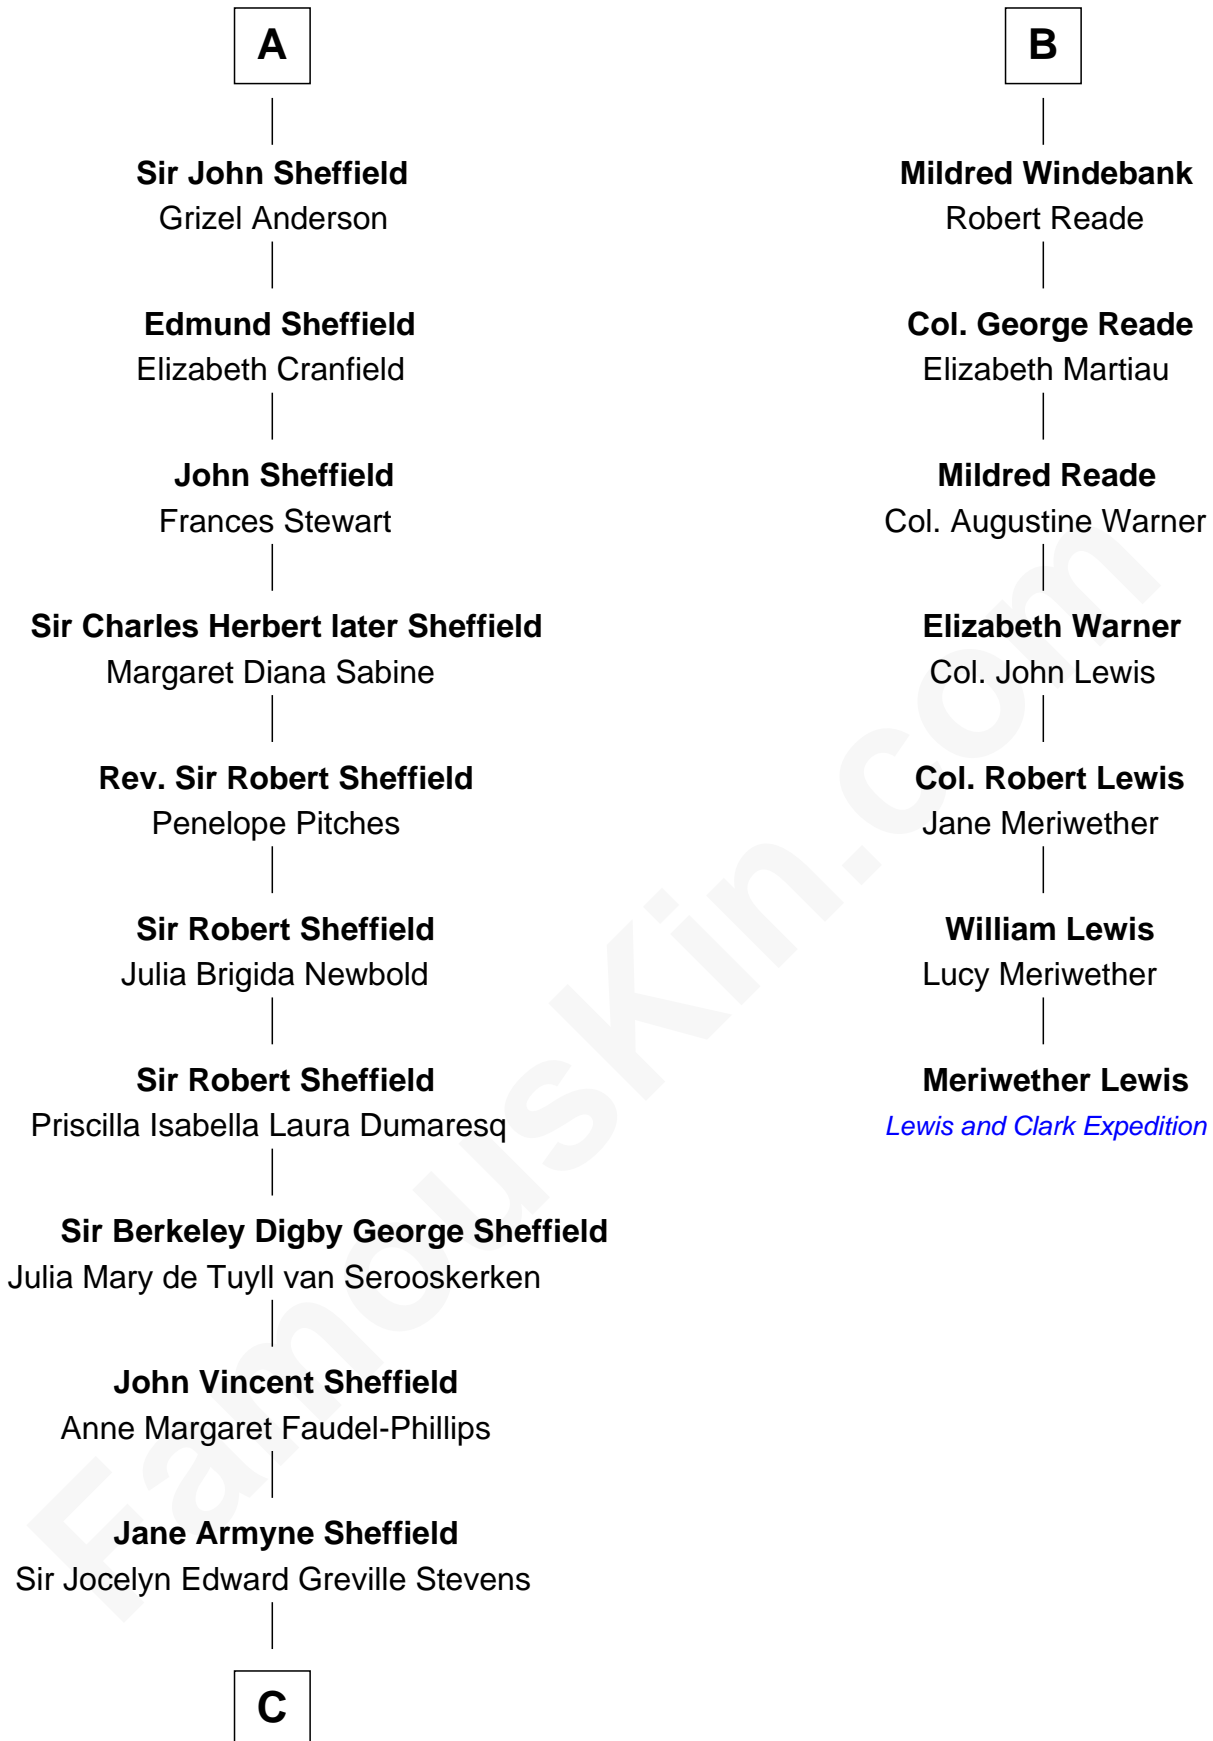 A
Sir John Sheffield
Grizel Anderson
Edmund Sheffield
Elizabeth Cranfield
John Sheffield
Frances Stewart
Sir Charles Herbert later Sheffield
Margaret Diana Sabine
Rev. Sir Robert Sheffield
Penelope Pitches
Sir Robert Sheffield
Julia Brigida Newbold
Sir Robert Sheffield
Priscilla Isabella Laura Dumaresq
Sir Berkeley Digby George Sheffield
Julia Mary de Tuyll van Serooskerken
John Vincent Sheffield
Anne Margaret Faudel-Phillips
Jane Armyne Sheffield
Sir Jocelyn Edward Greville Stevens
C
B
Mildred Windebank
Robert Reade
Col. George Reade
Elizabeth Martiau
Mildred Reade
Col. Augustine Warner
Elizabeth Warner
Col. John Lewis
Col. Robert Lewis
Jane Meriwether
William Lewis
Lucy Meriwether
Meriwether Lewis
Lewis and Clark Expedition
FamousKin.com